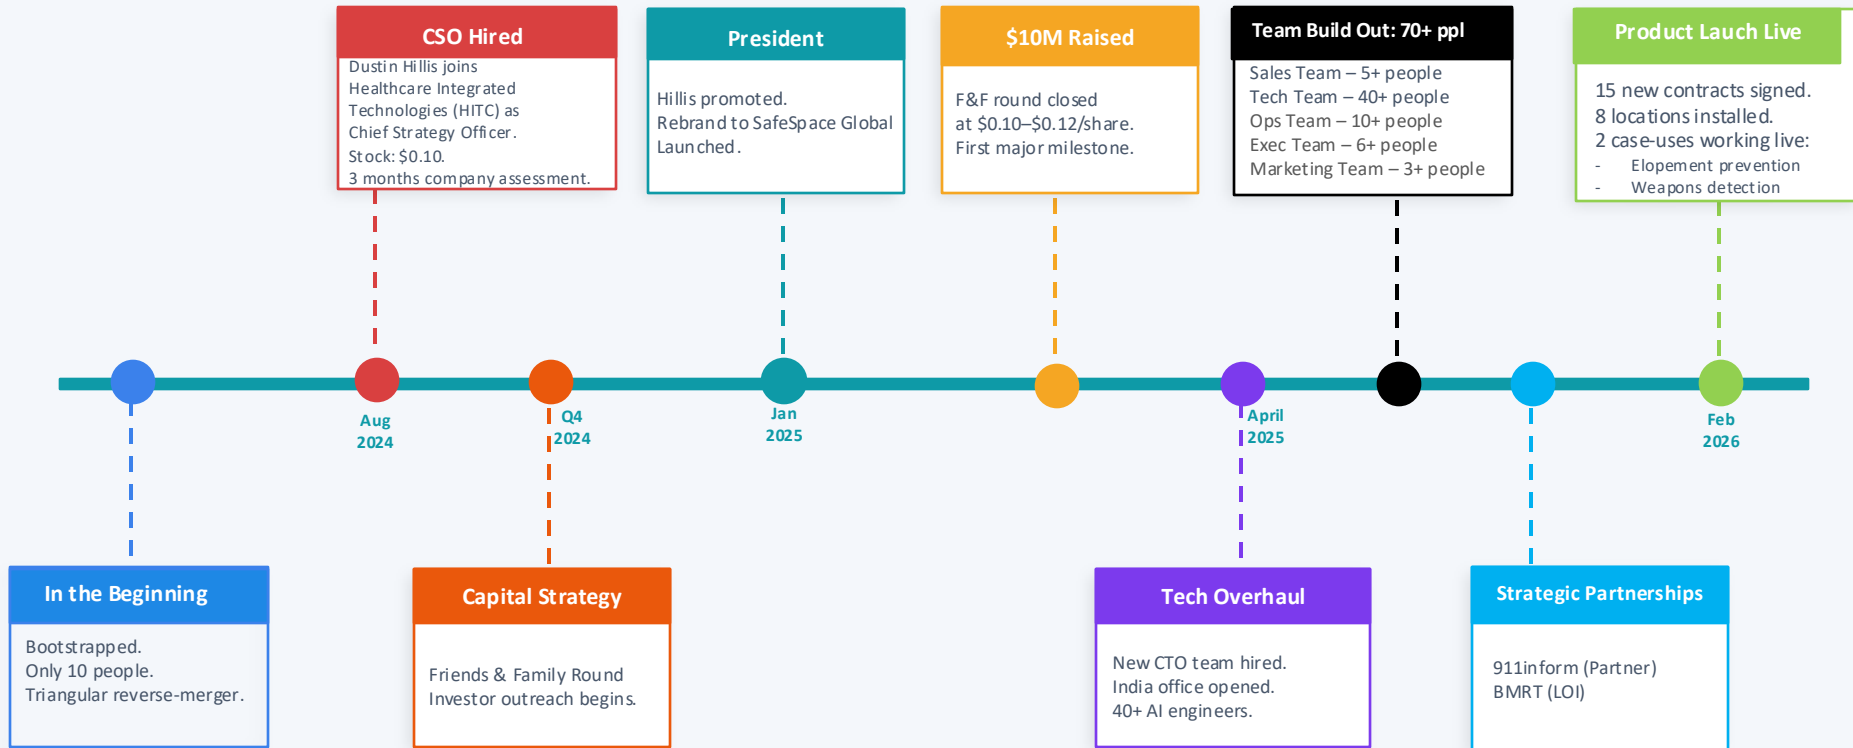 CSO Hired
Dustin Hillis joins
Healthcare Integrated
Technologies (HITC) as
Chief Strategy Officer.
Stock: $0.10.
3 months company assessment.
President
Hillis promoted.
Rebrand to SafeSpace Global
Launched.
$10M Raised
F&F round closed
at $0.10–$0.12/share.
First major milestone.
Team Build Out: 70+ ppl
Sales Team – 5+ people
Tech Team – 40+ people
Ops Team – 10+ people
Exec Team – 6+ people
Marketing Team – 3+ people
Product Lauch Live
15 new contracts signed.
8 locations installed.
2 case-uses working live:
- Elopement prevention
- Weapons detection
Aug
2024
Q4
2024
Jan
2025
April
2025
Feb
2026
In the Beginning
Bootstrapped.
Only 10 people.
Triangular reverse-merger.
Capital Strategy
Friends & Family Round
Investor outreach begins.
Tech Overhaul
New CTO team hired.
India office opened.
40+ AI engineers.
Strategic Partnerships
911inform (Partner)
BMRT (LOI)